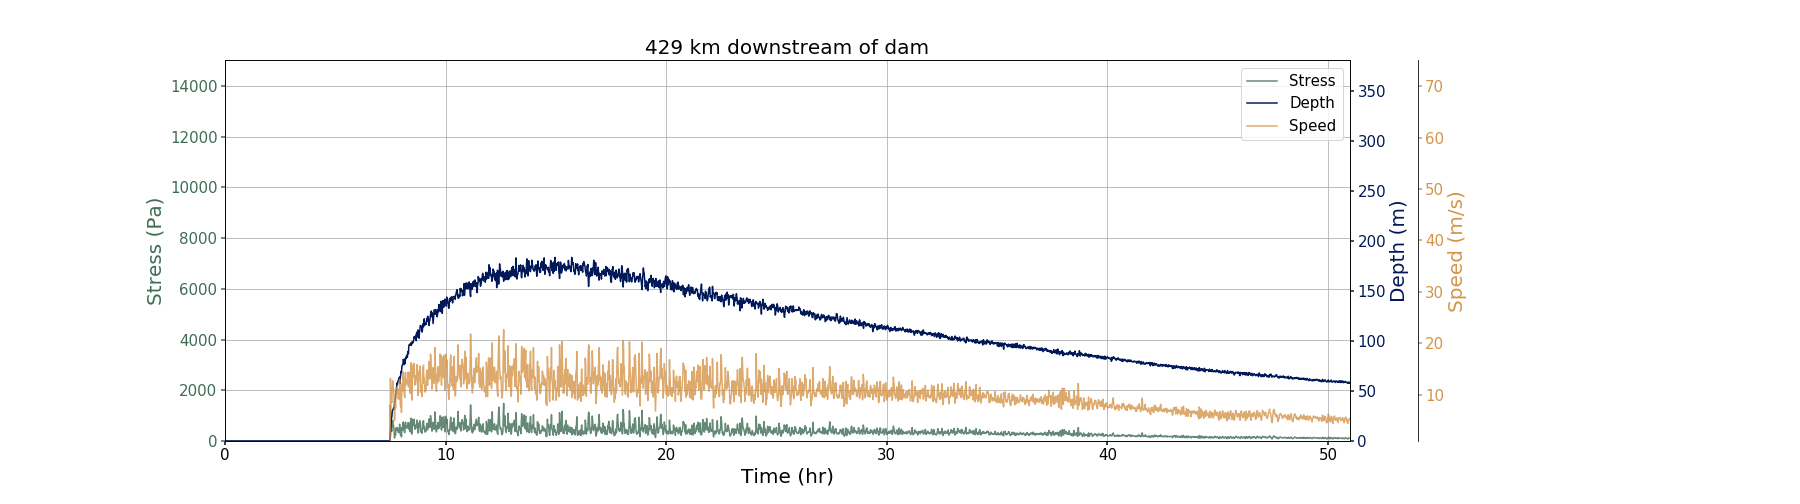 429 km downstream of dam
Stress (Pa)
14000
12000
10000
8000
6000
4000
2000
0
Stress
Depth
Speed
350
300
250
200
150
100
50
0
Depth (m)
70
60
50
40
30
20
10
Speed (m/s)
0 10 20 30 40 50
Time (hr)